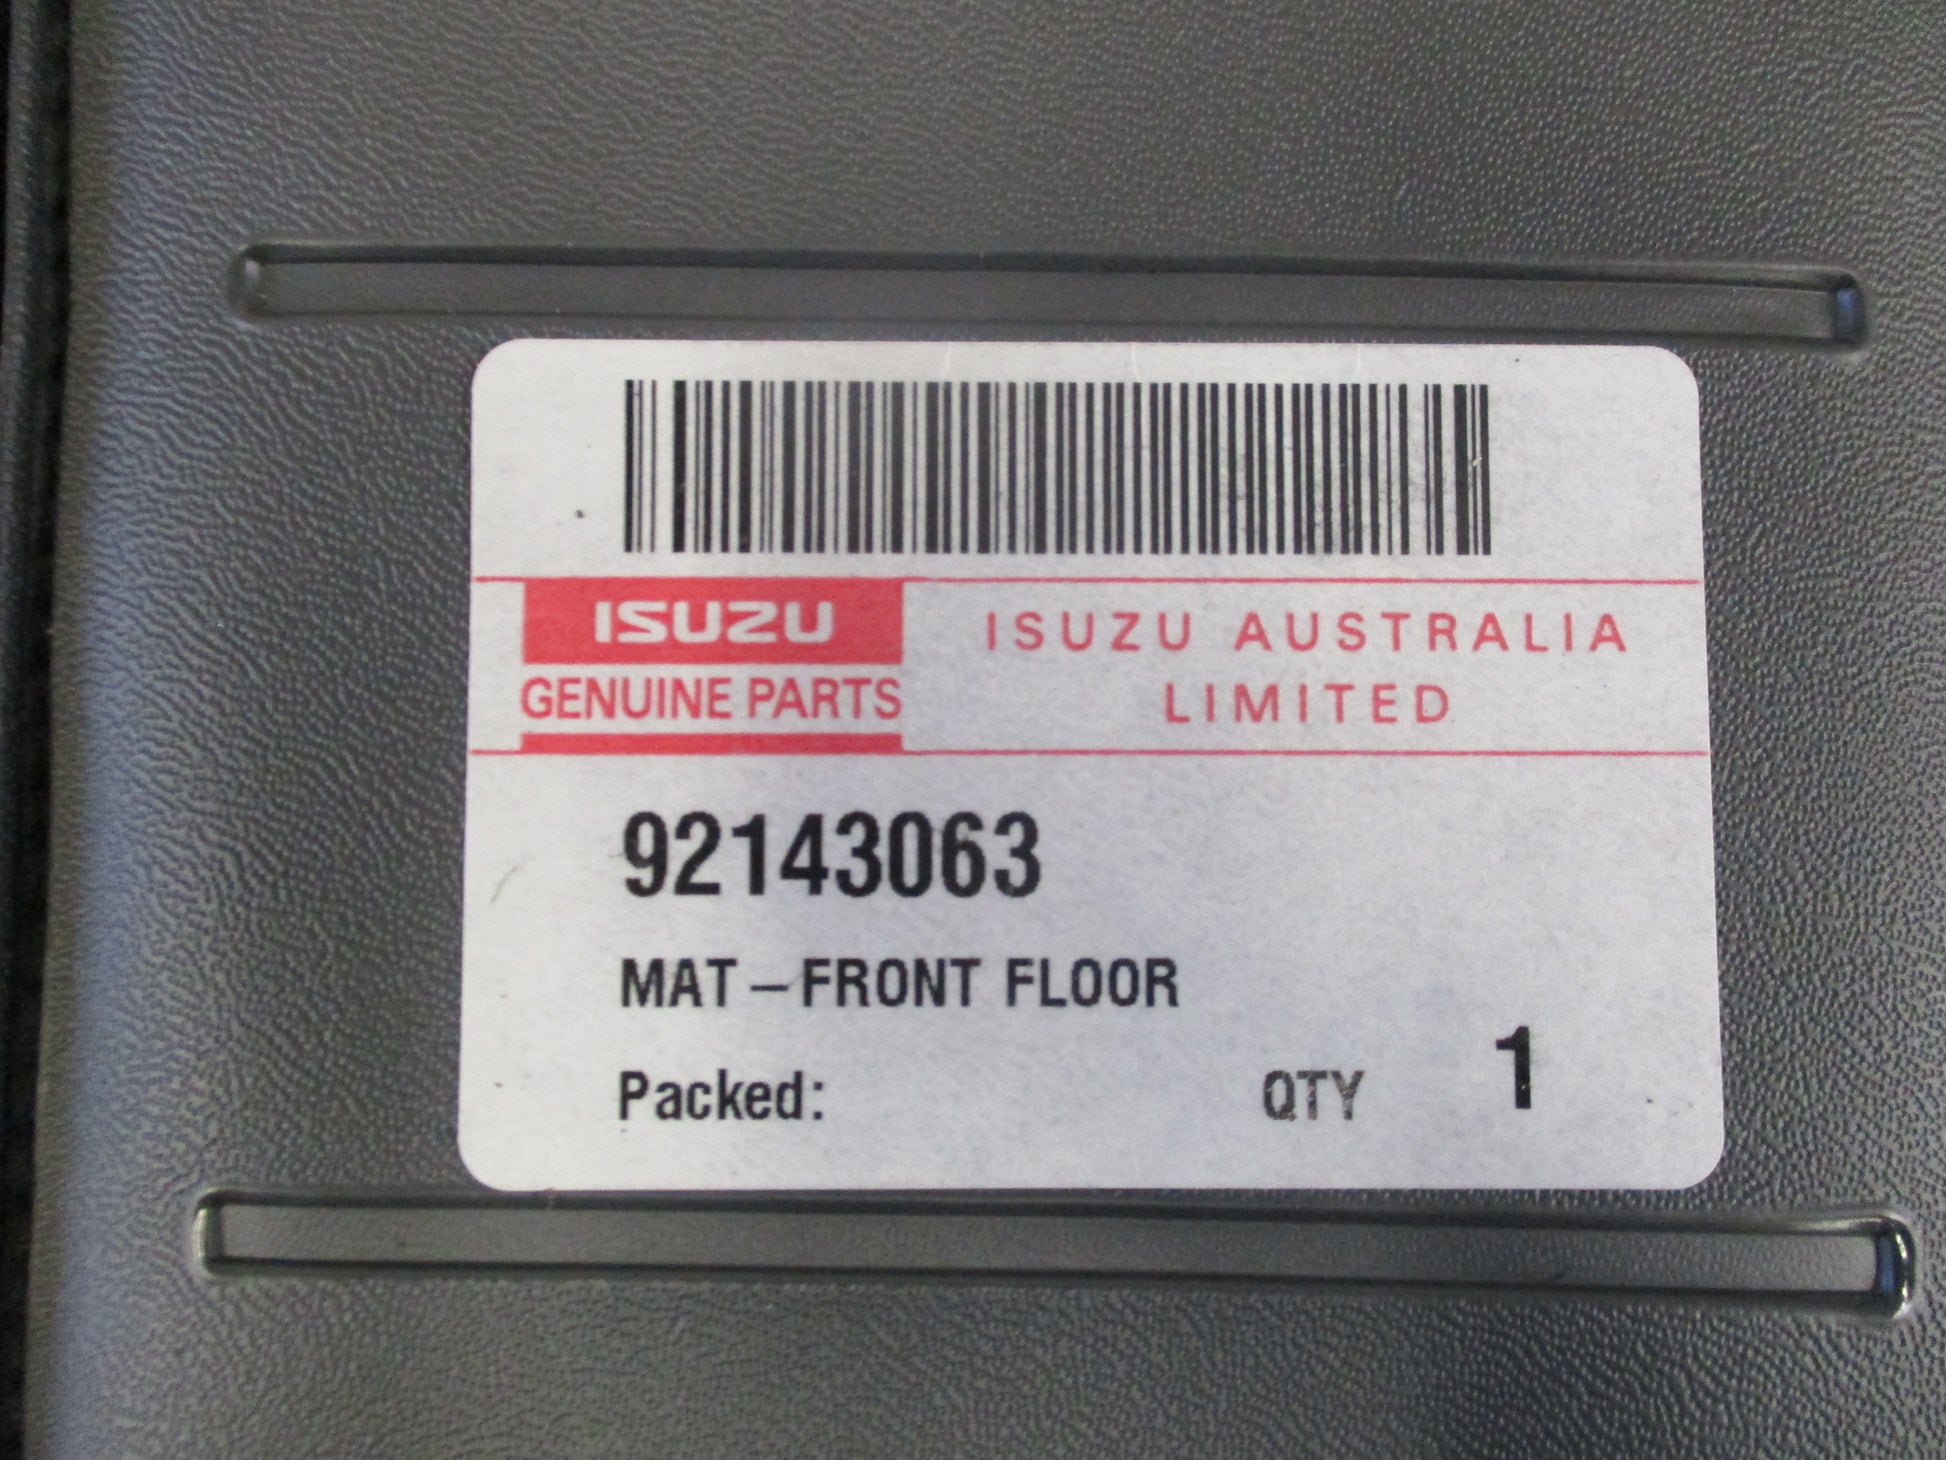 ISUZU
GENUINE PARTS
ISUZU AUSTRALIA
LIMITED
92143063
MAT – FRONT FLOOR
Packed:
QTY 1